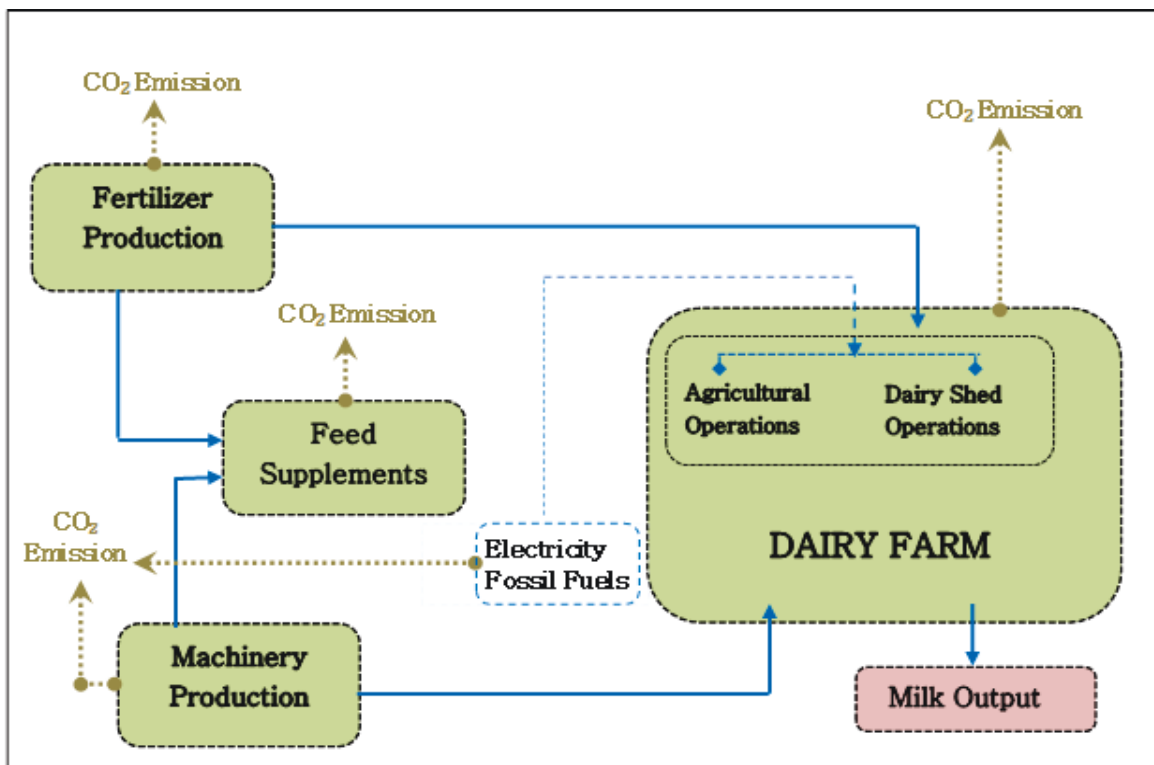 CO₂ Emission
CO₂ Emission
Fertilizer
Production
CO₂ Emission
Agricultural
Operations
Dairy Shed
Operations
Feed
Supplements
CO₂
Emission
Electricity
Fossil Fuels
DAIRY FARM
Machinery
Production
Milk Output